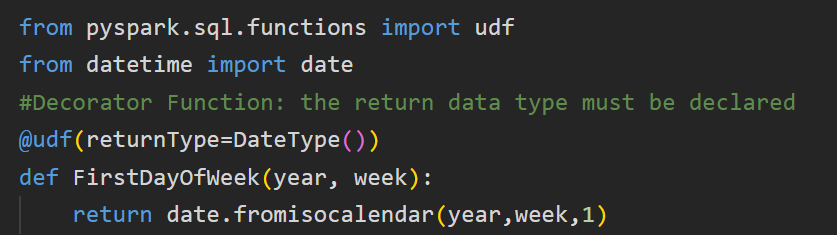 from pyspark.sql.functions import udf
from datetime import date
#Decorator Function: the return data type must be declared
@udf(returnType=DateType())
def FirstDayOfWeek(year, week):
    return date.fromisocalendar(year,week,1)